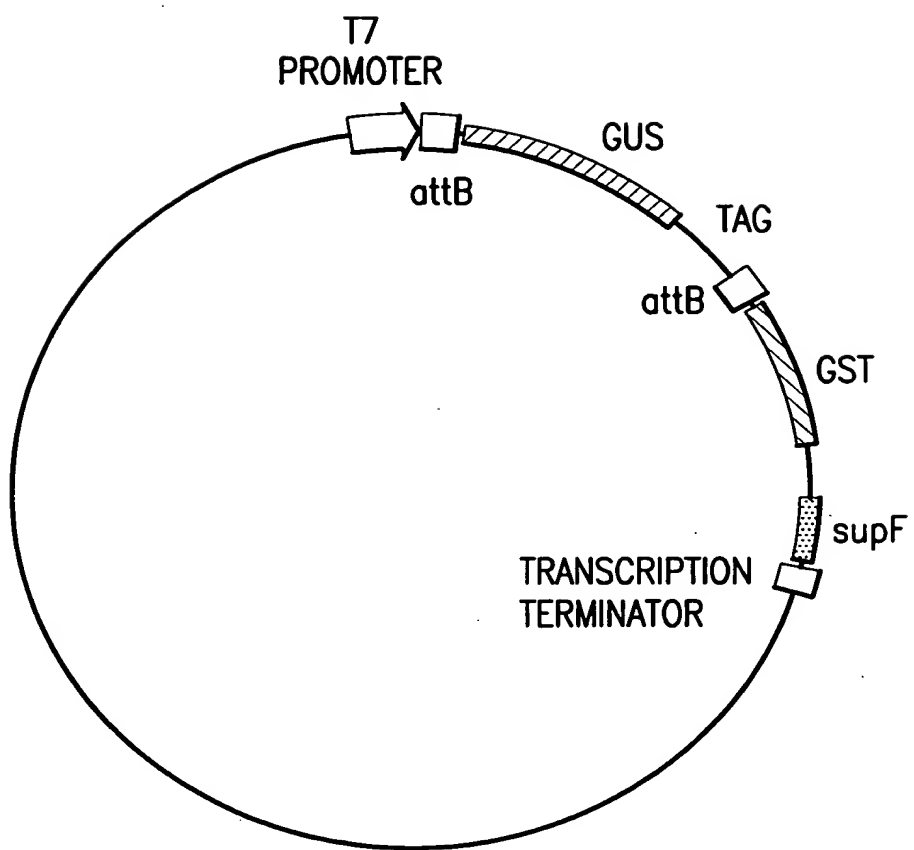 T7
PROMOTER
attB
GUS
TAG
attB
GST
supF
TRANSCRIPTION
TERMINATOR